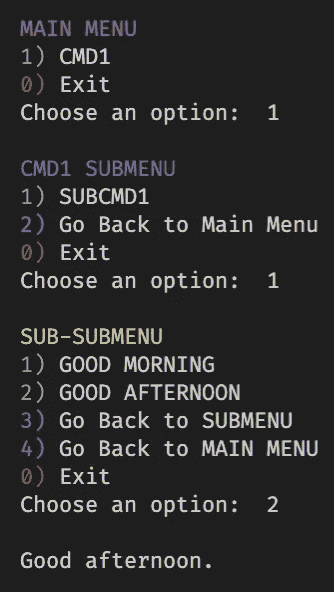 MAIN MENU
1) CMD1
0) Exit
Choose an option:  1
CMD1 SUBMENU
1) SUBCMD1
2) Go Back to Main Menu
0) Exit
Choose an option:  1
SUB-SUBMENU
1) GOOD MORNING
2) GOOD AFTERNOON
3) Go Back to SUBMENU
4) Go Back to MAIN MENU
0) Exit
Choose an option:  2
Good afternoon.